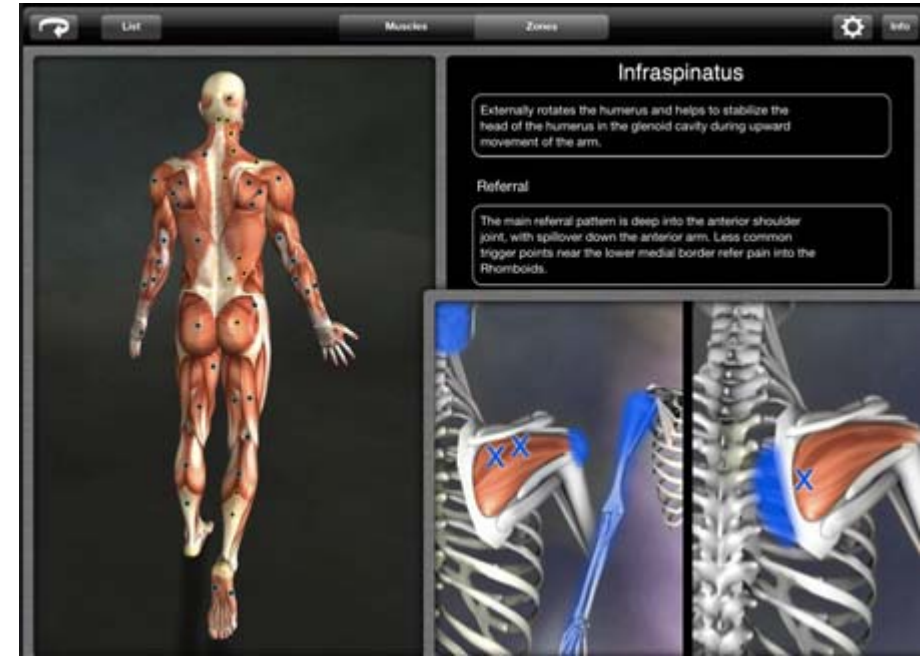 List
Muscles
Zones
Info
Infraspinatus
Externally rotates the humerus and helps to stabilize the
head of the humerus in the glenoid cavity during upward
movement of the arm.
Referral
The main referral pattern is deep into the anterior shoulder
joint, with spillover down the anterior arm. Less common
trigger points near the lower medial border refer pain into the
Rhomboids.
X X
X